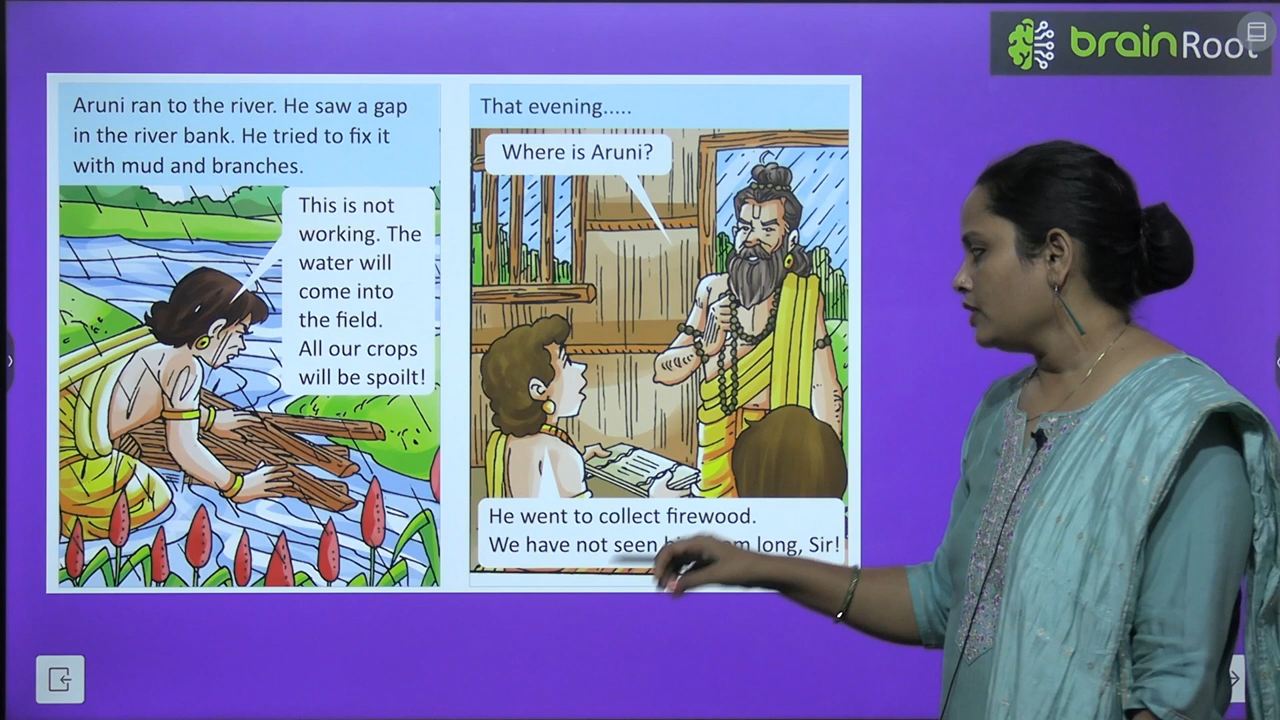 brainRoot
Aruni ran to the river. He saw a gap
in the river bank. He tried to fix it
with mud and branches.
This is not
working. The
water will
come into
the field.
All our crops
will be spoilt!
That evening.....
Where is Aruni?
He went to collect firewood.
We have not seen long, Sir!